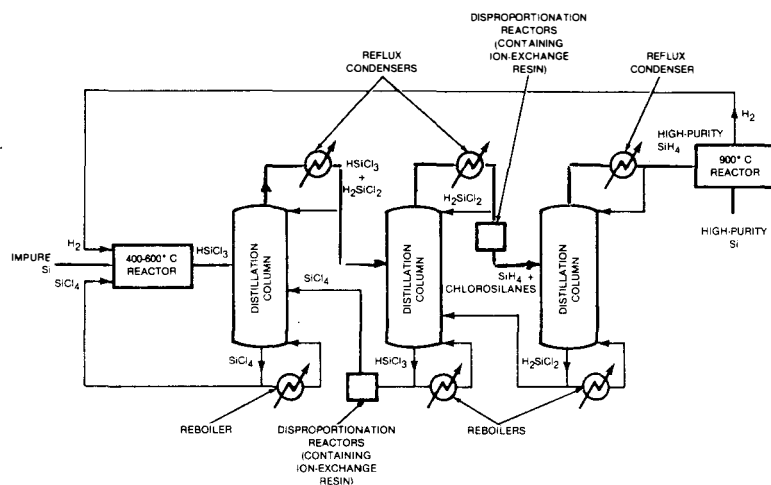 DISPROPORTIONATION
REACTORS
(CONTAINING
ION-EXCHANGE
RESIN)
REFLUX
CONDENSERS
REFLUX
CONDENSER
H2
HIGH-PURITY
SiH4
900° C
REACTOR
HSiCl3
+
H2SiCl2
H2SiCl2
HIGH-PURITY
Si
H2
IMPURE
Si
SiCl4
400-600° C
REACTOR
HSiCl3
DISTILLATION
COLUMN
SiCl4
DISTILLATION
COLUMN
SiH4 +
CHLOROSILANES
DISTILLATION
COLUMN
SiCl4
HSiCl3
H2SiCl2
REBOILER
DISPROPORTIONATION
REACTORS
(CONTAINING
ION-EXCHANGE
RESIN)
REBOILERS